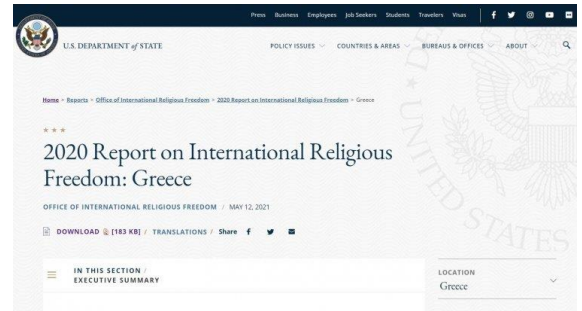 Press Business Employees Job Seekers Students Travelers Visas
U.S. DEPARTMENT of STATE
POLICY ISSUES COUNTRIES & AREAS BUREAUS & OFFICES ABOUT
Home > Reports > Office of International Religious Freedom > 2020 Report on International Religious Freedom > Greece
2020 Report on International Religious
Freedom: Greece
OFFICE OF INTERNATIONAL RELIGIOUS FREEDOM / MAY 12, 2021
DOWNLOAD [183 KB] / TRANSLATIONS / Share
IN THIS SECTION /
EXECUTIVE SUMMARY
LOCATION
Greece
UNITED STATES